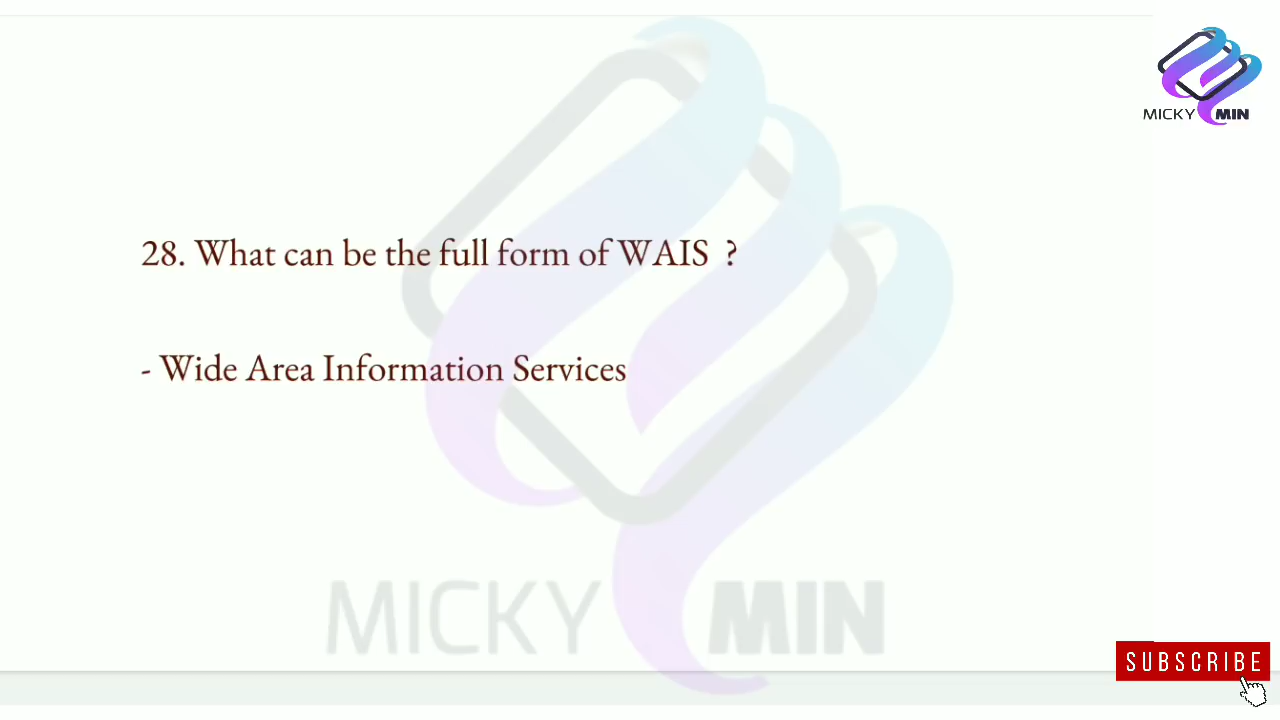 MICKY MIN
28. What can be the full form of WAIS ?
- Wide Area Information Services
MICKY MIN
SUBSCRIBE